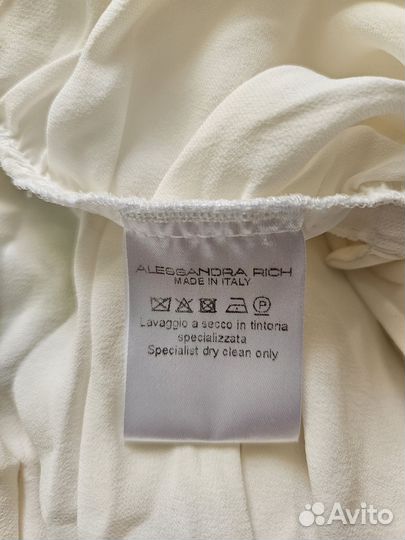 ALESSANDRA RICH
MADE IN ITALY
P
Lavaggio a secco in tintoria
specializzata
Specialist dry clean only
Avito